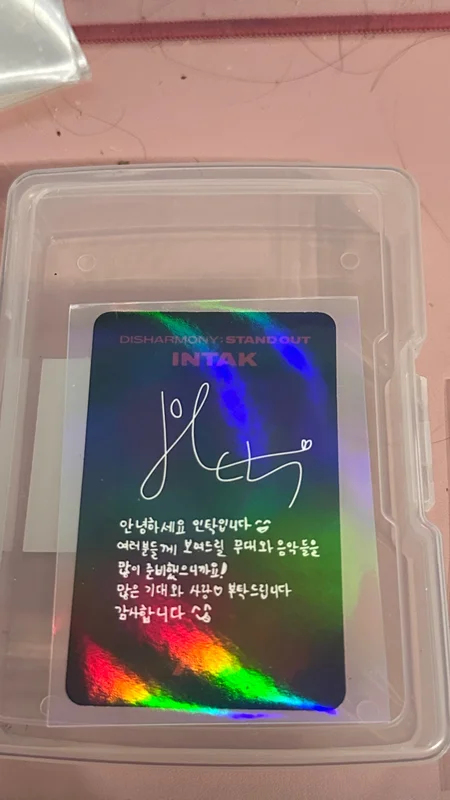 DISHARMONY: STAND OUT
INTAK
안녕하세요 인탁입니다
여러분들께 보여드릴 무대와 음악들을
많이 준비했으니까요!
많은 기대와 사랑♡ 부탁드립니다
감사합니다